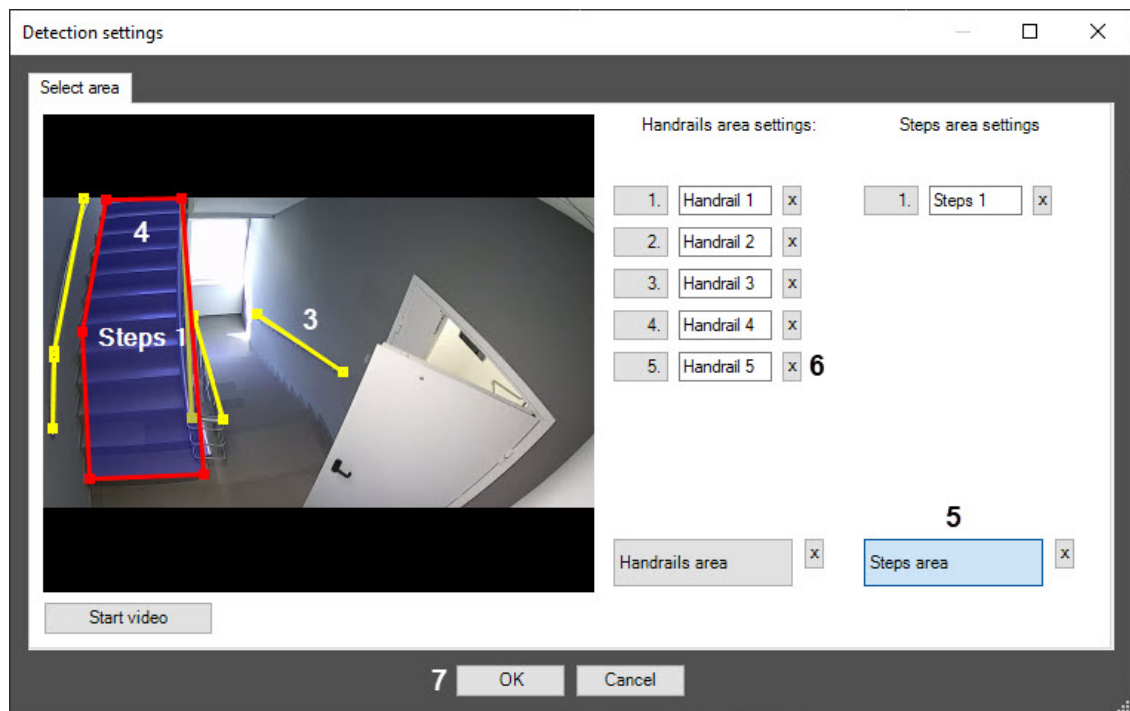 Detection settings
Select area
Handrails area settings:
Steps area settings
1. Handrail 1 x
1. Steps 1 x
2. Handrail 2 x
3. Handrail 3 x
4. Handrail 4 x
5. Handrail 5 x 6
4
3
Steps 1
5
Handrails area x
Steps area x
Start video
7 OK Cancel